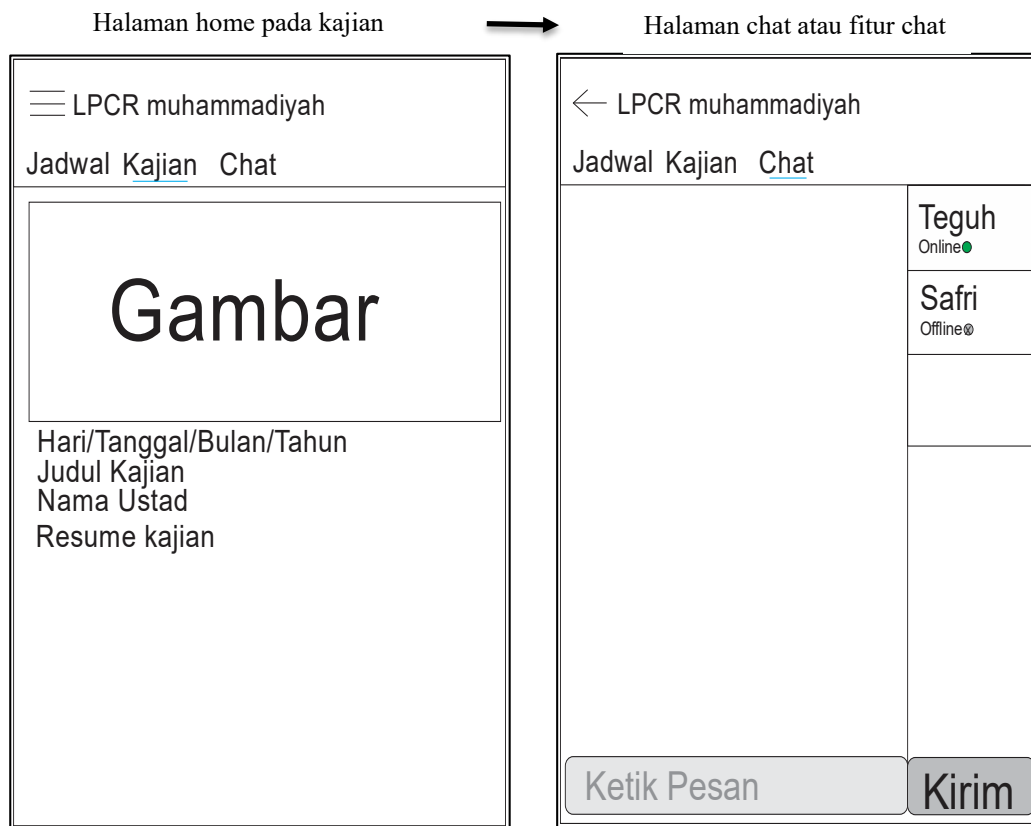 Halaman home pada kajian
Halaman chat atau fitur chat
LPCR muhammadiyah
Jadwal Kajian Chat
Gambar
Hari/Tanggal/Bulan/Tahun
Judul Kajian
Nama Ustad
Resume kajian
LPCR muhammadiyah
Jadwal Kajian Chat
Teguh
Online
Safri
Offline
Ketik Pesan
Kirim